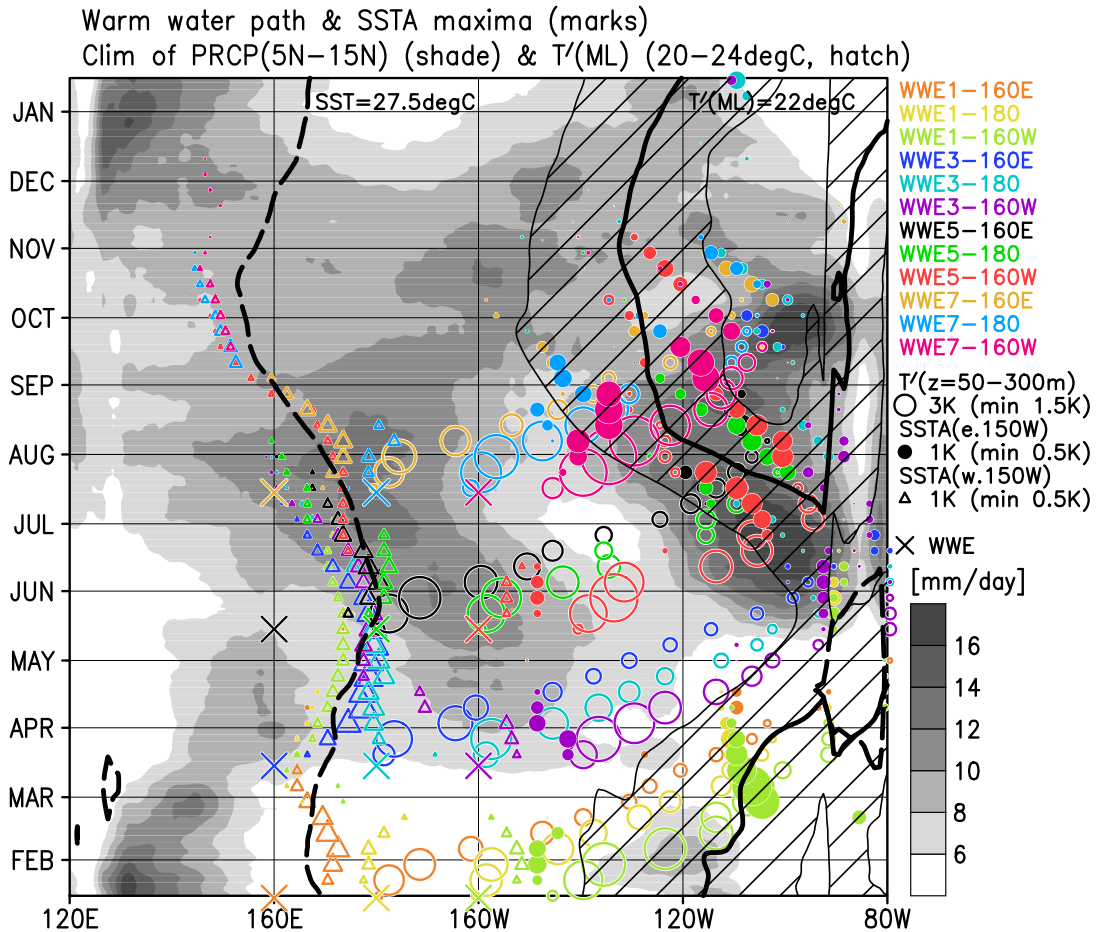 Warm water path & SSTA maxima (marks)
Clim of PRCP(5N−15N) (shade) & T′(ML) (20−24degC, hatch)
SST=27.5degC
T′(ML)=22degC
JAN
DEC
NOV
OCT
SEP
AUG
JUL
JUN
MAY
APR
MAR
FEB
120E
160E
160W
120W
80W
WWE1−160E
WWE1−180
WWE1−160W
WWE3−160E
WWE3−180
WWE3−160W
WWE5−160E
WWE5−180
WWE5−160W
WWE7−160E
WWE7−180
WWE7−160W
T′(z=50−300m)
3K (min 1.5K)
SSTA(e.150W)
1K (min 0.5K)
SSTA(w.150W)
1K (min 0.5K)
WWE
[mm/day]
16
14
12
10
8
6